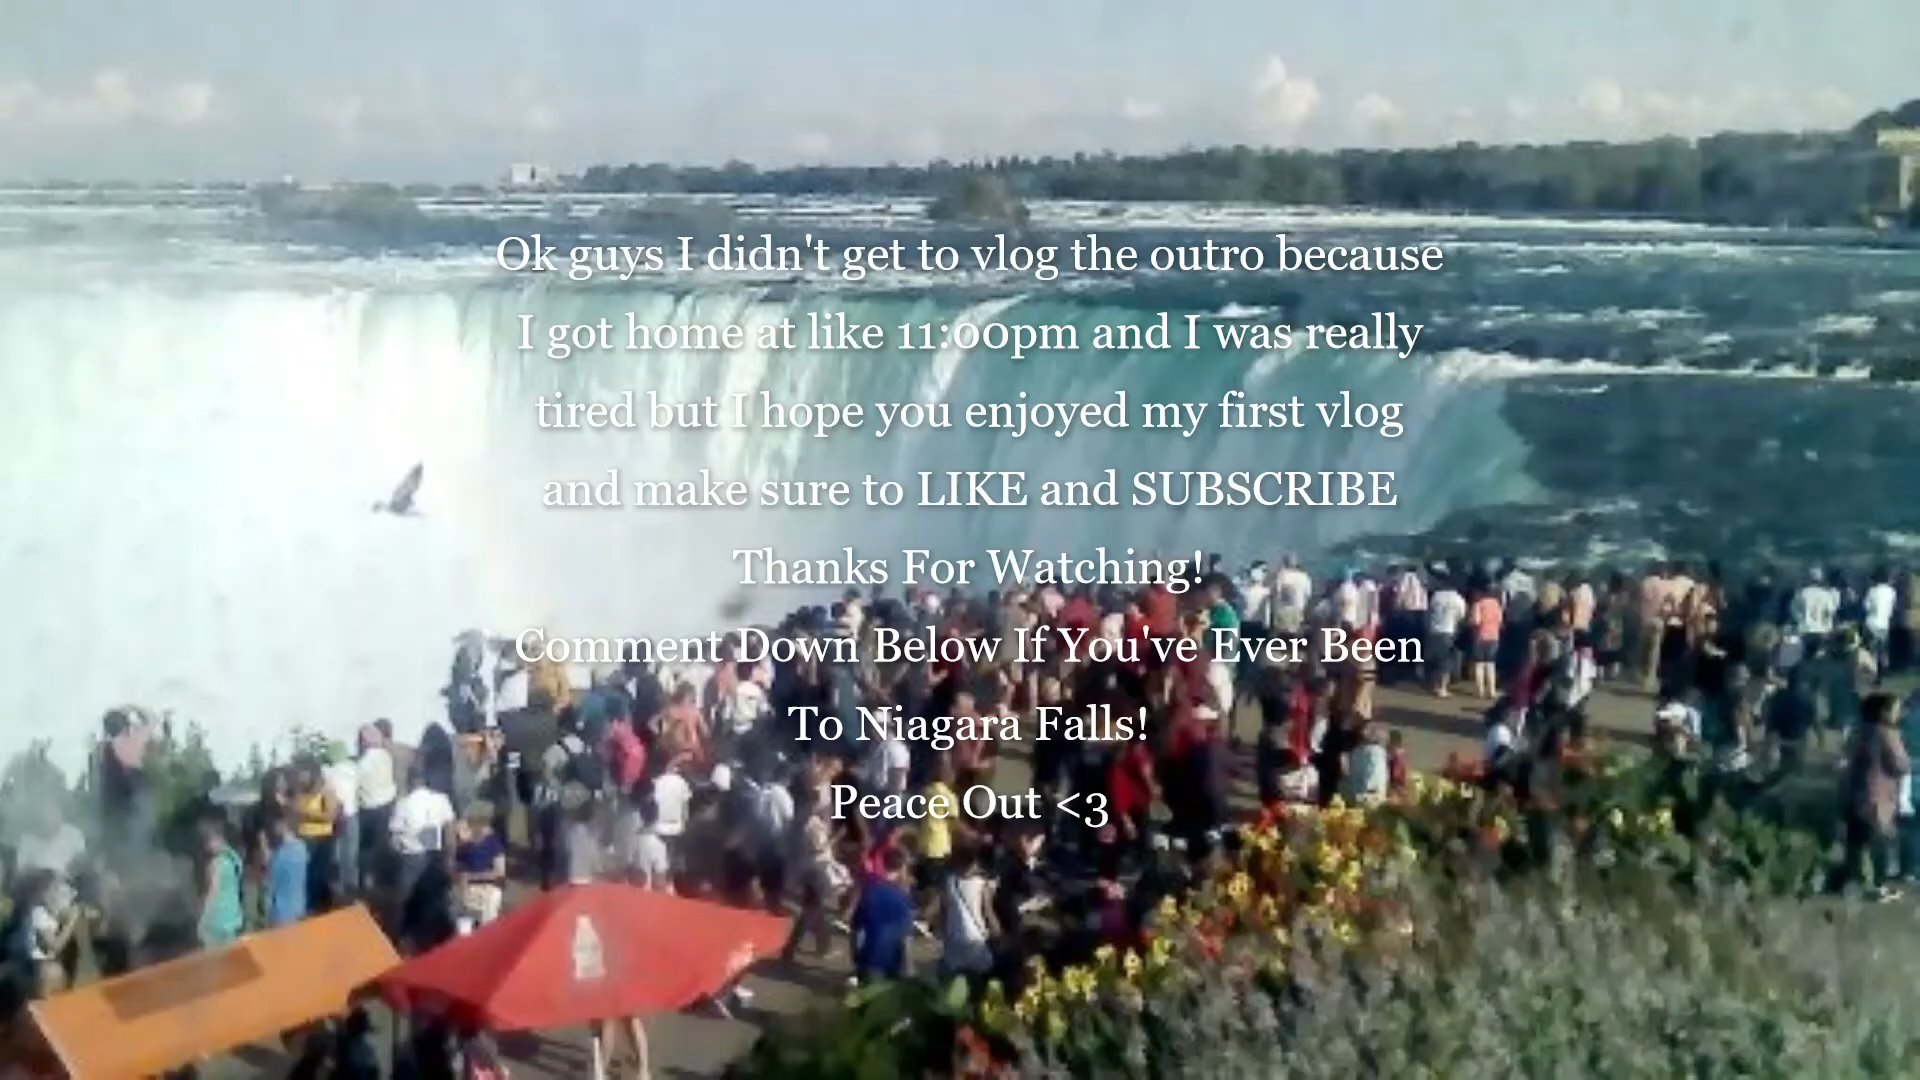 Ok guys I didn't get to vlog the outro because
I got home at like 11:00pm and I was really
tired but I hope you enjoyed my first vlog
and make sure to LIKE and SUBSCRIBE
Thanks For Watching!
Comment Down Below If You've Ever Been
To Niagara Falls!
Peace Out <3